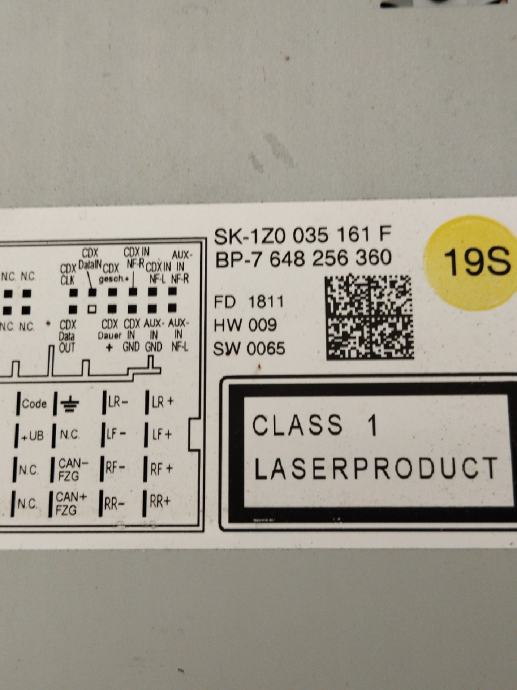 SK-1Z0 035 161 F
BP-7 648 256 360
19S
FD 1811
HW 009
SW 0065
CLASS 1
LASERPRODUCT
N.C. N.C.
CDX CLK
CDX DataIN
CDX gesch.+
CDX IN NF-R
CDX IN NF-L
AUX-IN NF-R
N.C. N.C.
*
CDX Data OUT
CDX Dauer +
CDX IN GND
AUX-IN GND
AUX-IN NF-L
Code LR- LR+
+UB N.C. LF- LF+
N.C. CAN-FZG RF- RF+
N.C. CAN+FZG RR- RR+